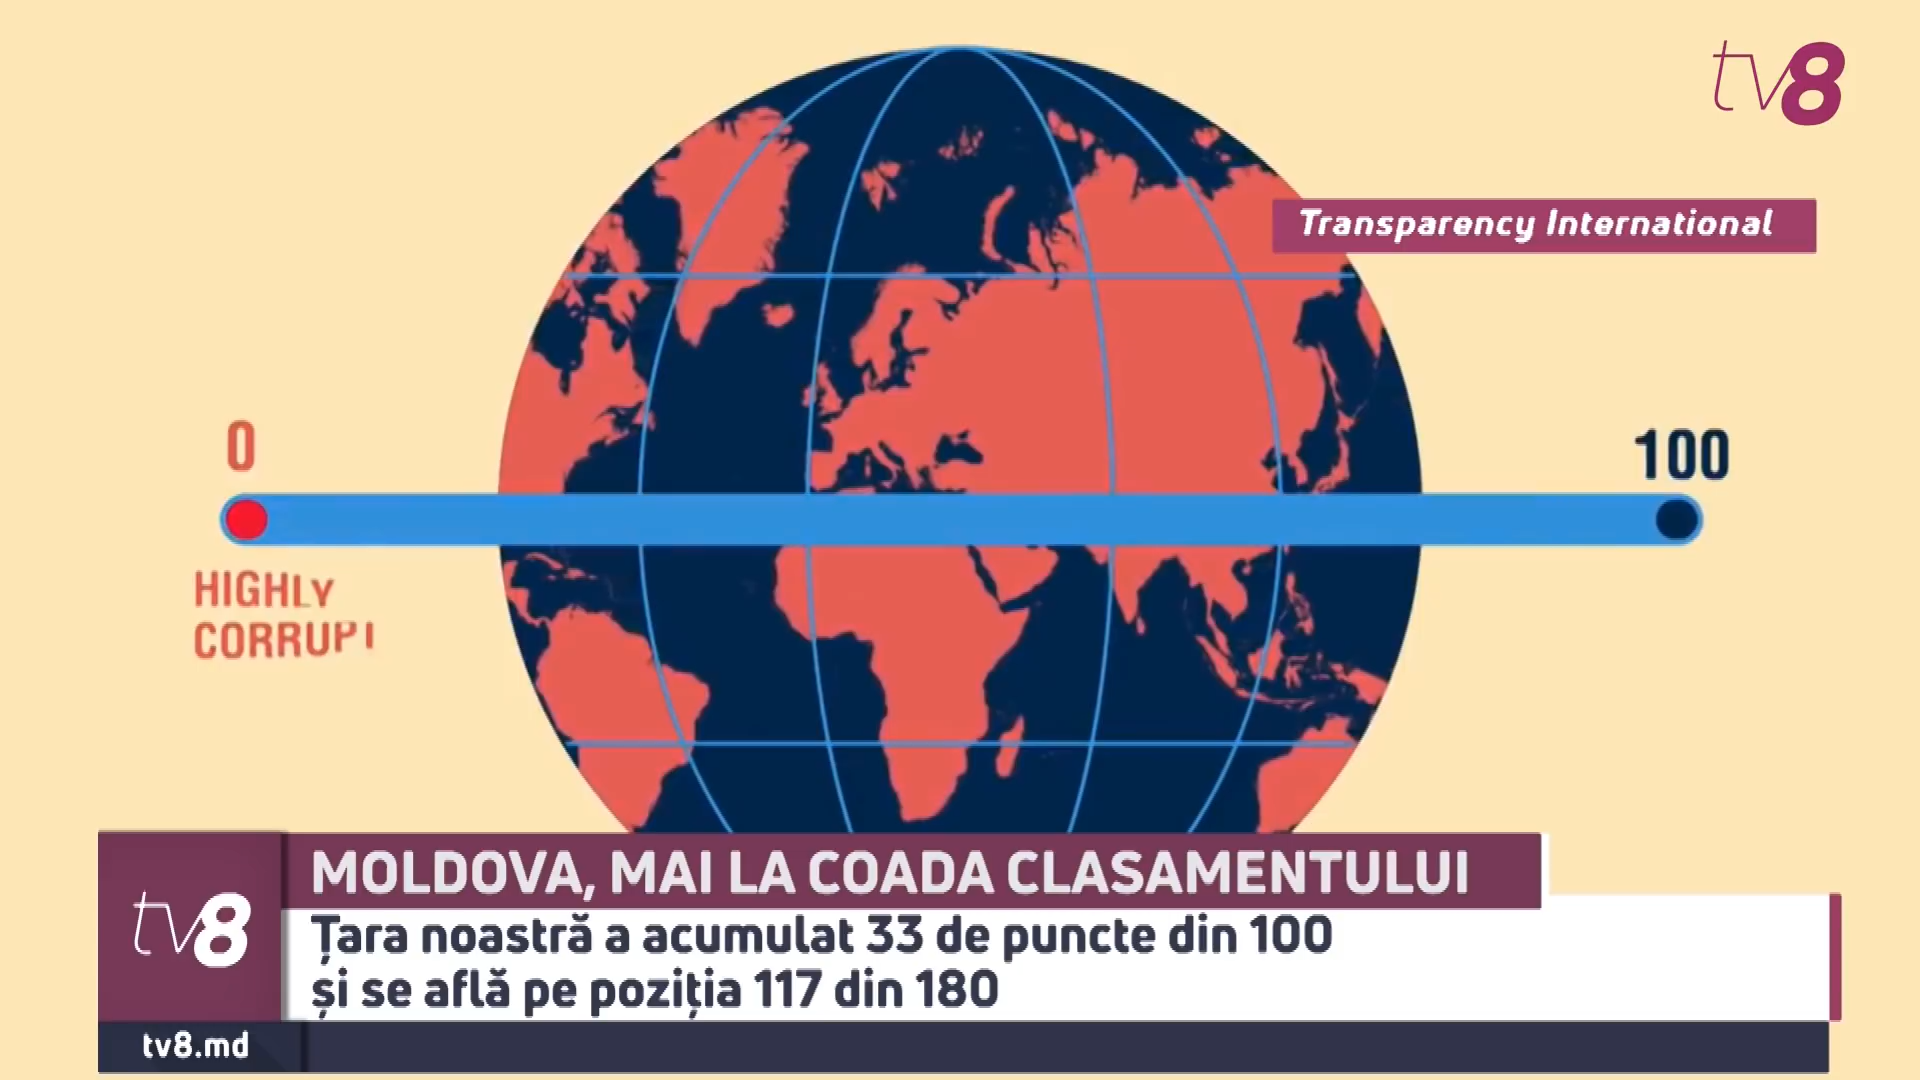 tv8
Transparency International
0
100
HIGHLY
CORRUPT
MOLDOVA, MAI LA COADA CLASAMENTULUI
Țara noastră a acumulat 33 de puncte din 100
și se află pe poziția 117 din 180
tv8
tv8.md